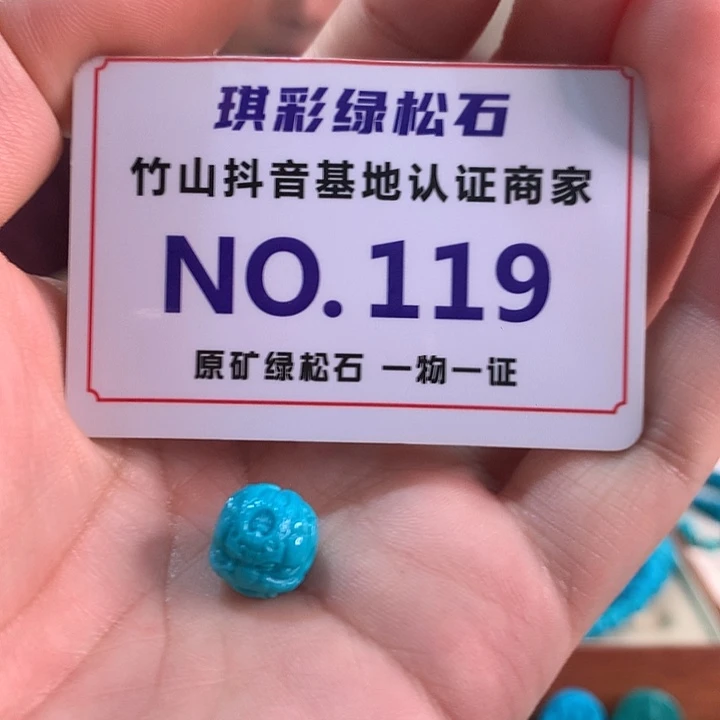 琪彩绿松石
竹山抖音基地认证商家
NO.119
原矿绿松石 一物一证